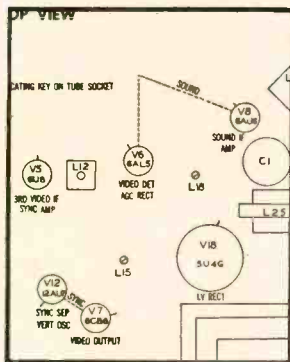 OP VIEW
CATING KEY ON TUBE SOCKET
SOUND
V8
6AU6
SOUND IF
AMP
V6
6AL5
VIDEO DET
AGC RECT
V5
6U8
3RD VIDEO IF
SYNC AMP
L12
L18
C1
L25
V18
5U4G
LV RECT
L15
V12
12AU7
SYNC SEP
VERT OSC
SYNC
V7
6CB6
VIDEO OUTPUT